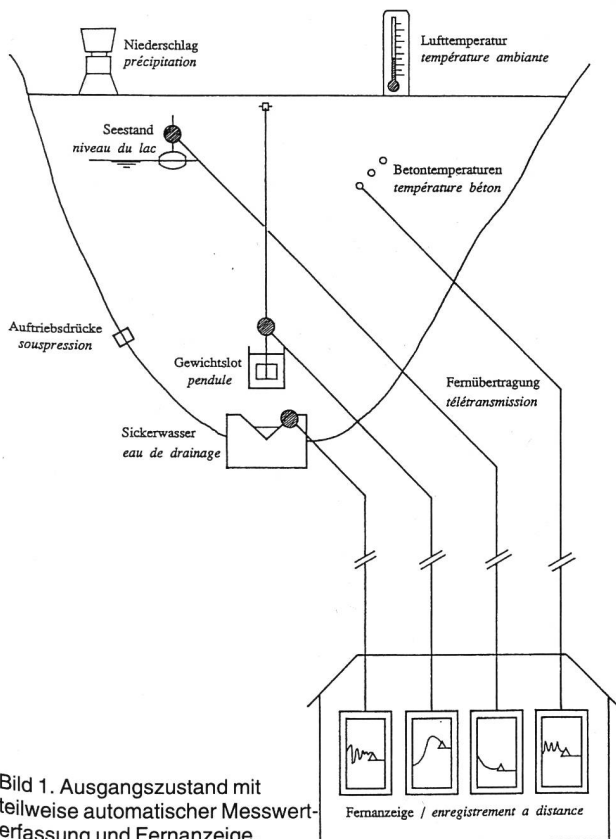 Niederschlag
précipitation
Lufttemperatur
température ambiante
Seestand
niveau du lac
Betontemperaturen
température béton
Auftriebsdrücke
souspression
Gewichtslot
pendule
Fernübertragung
télétransmission
Sickerwasser
eau de drainage
Fernanzeige / enregistrement a distance
Bild 1. Ausgangszustand mit
teilweise automatischer Messwert-
erfassung und Fernanzeige